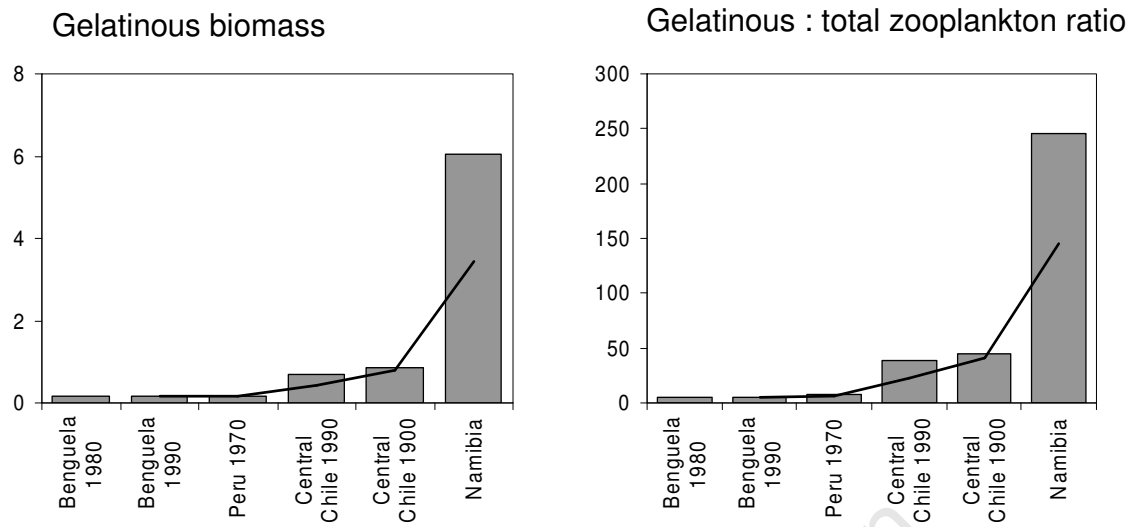 Gelatinous biomass
8
6
4
2
0
Benguela
1980
Benguela
1990
Peru 1970
Central
Chile 1990
Central
Chile 1900
Namibia
Gelatinous : total zooplankton ratio
300
250
200
150
100
50
0
Benguela
1980
Benguela
1990
Peru 1970
Central
Chile 1990
Central
Chile 1900
Namibia